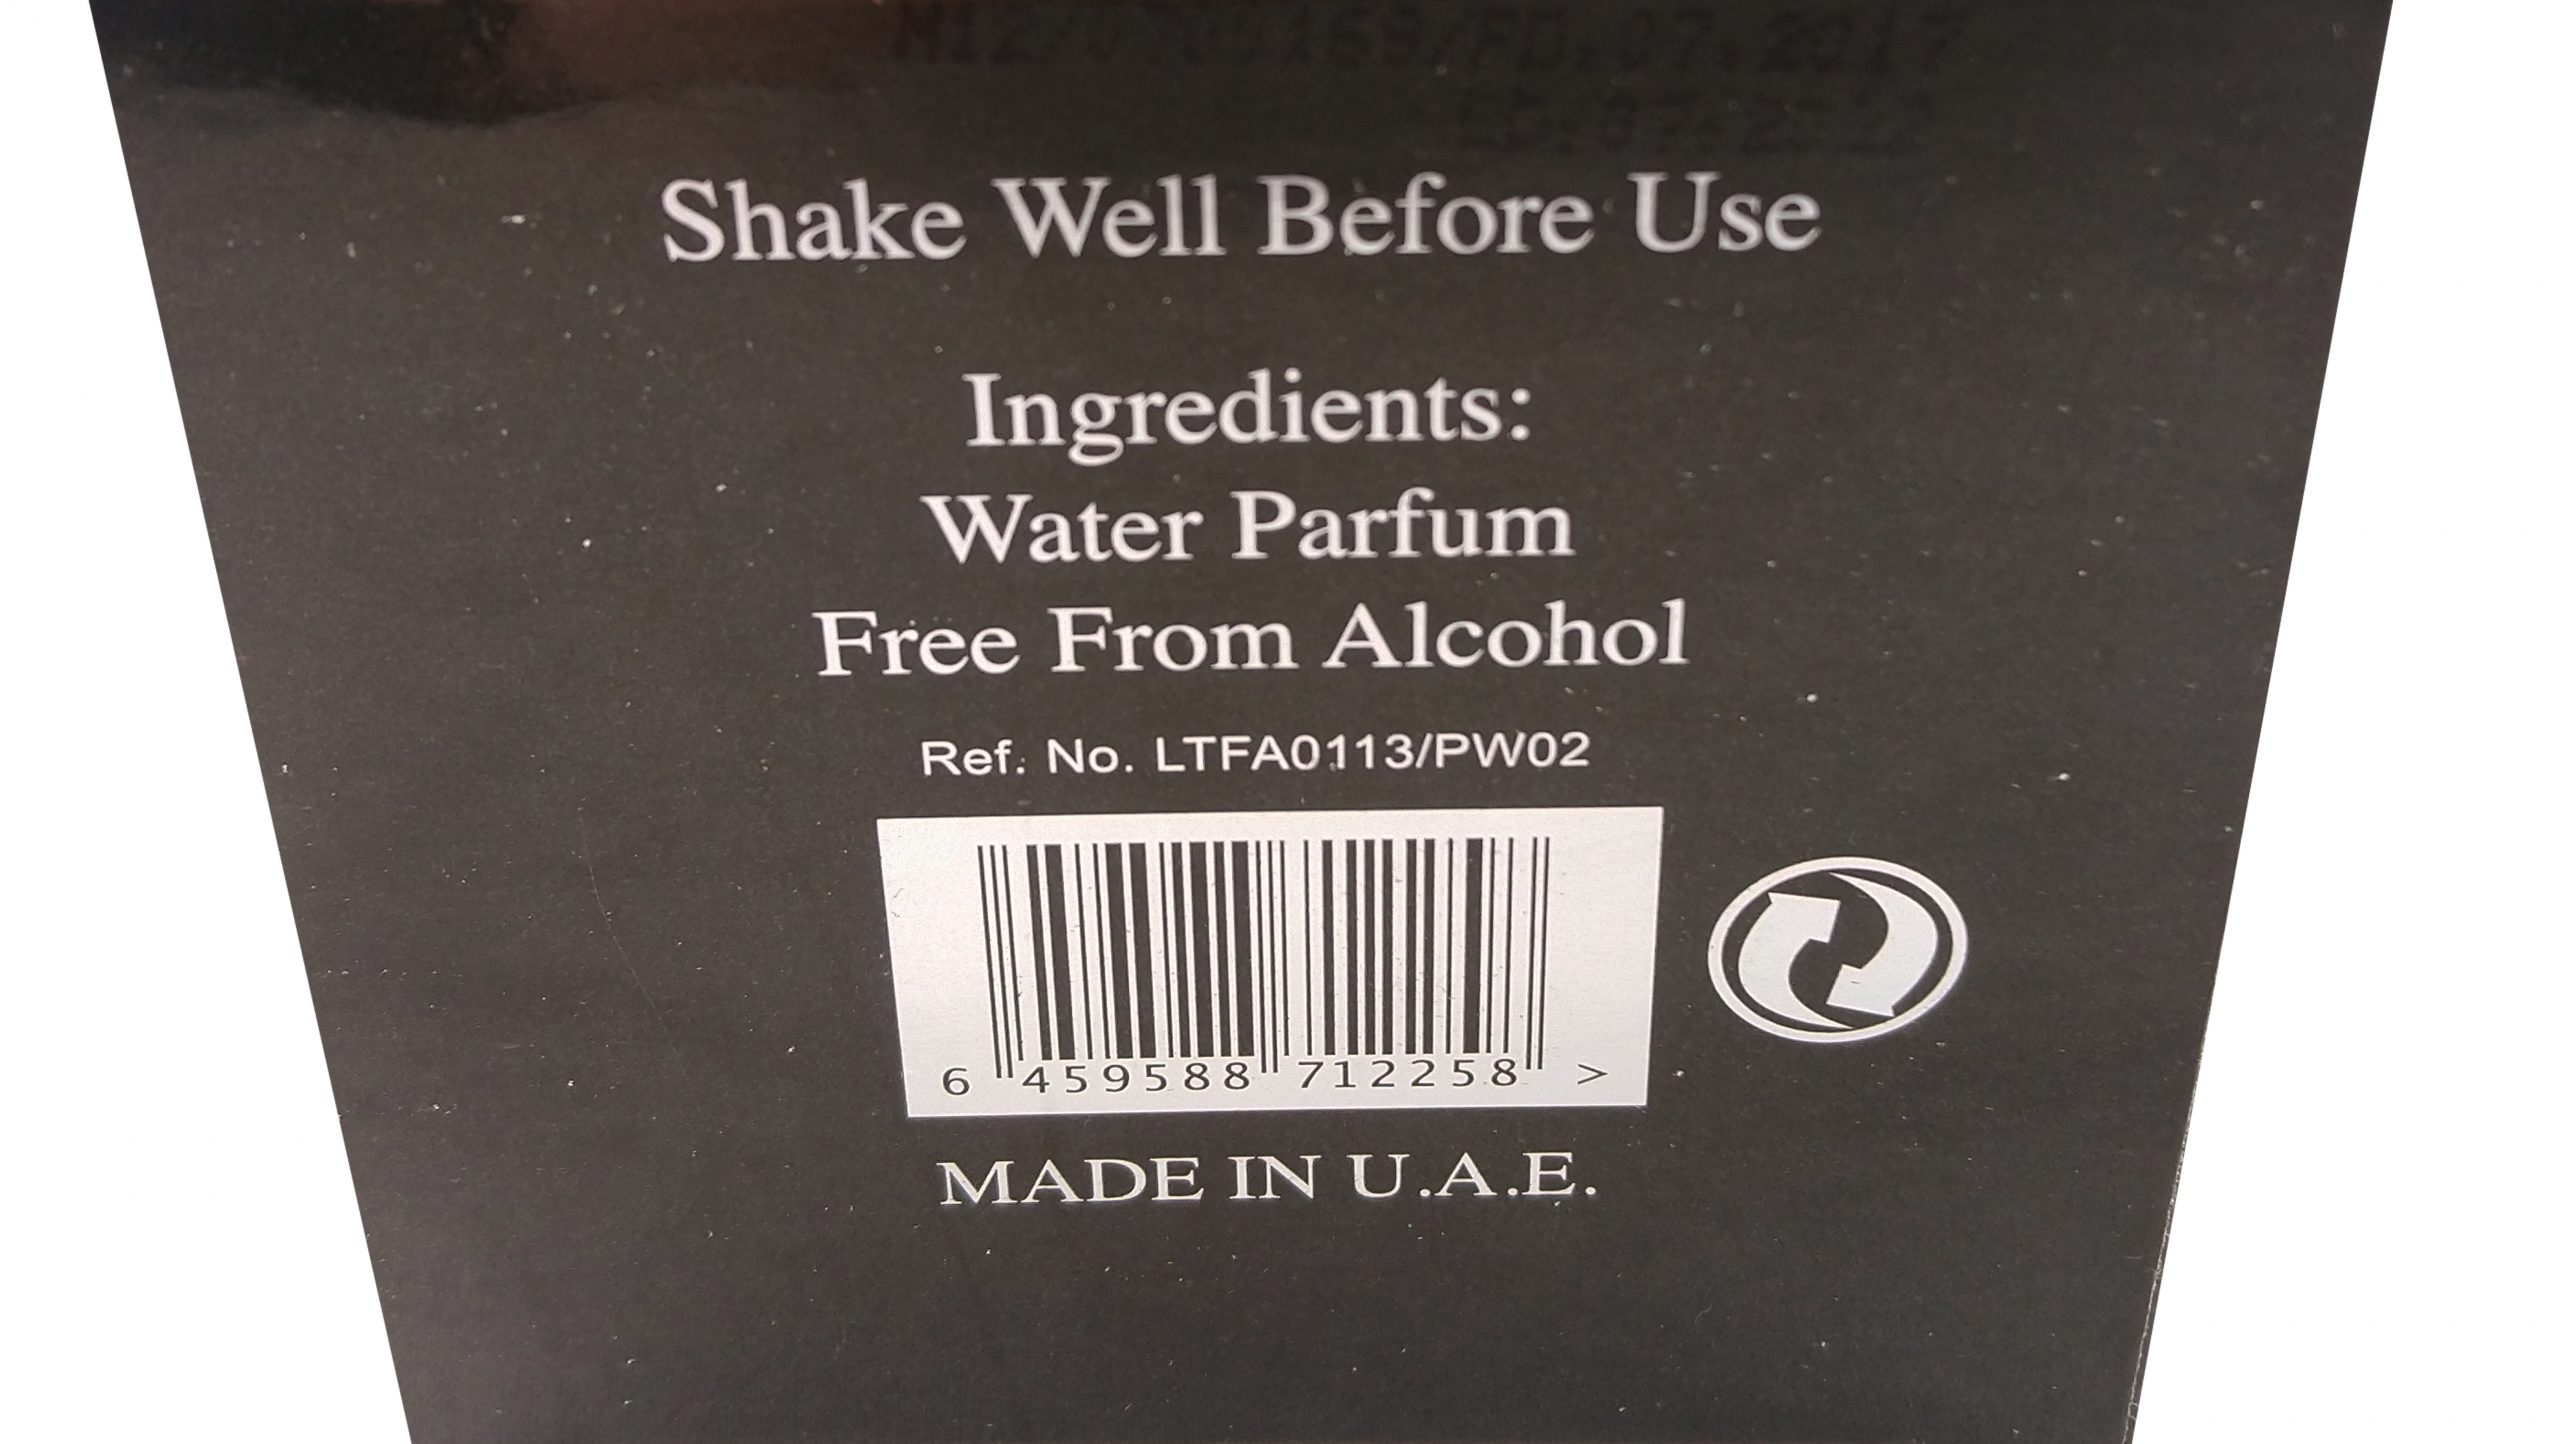 Shake Well Before Use
Ingredients:
Water Parfum
Free From Alcohol
Ref. No. LTFA0113/PW02
6 459588 712258 >
MADE IN U.A.E.